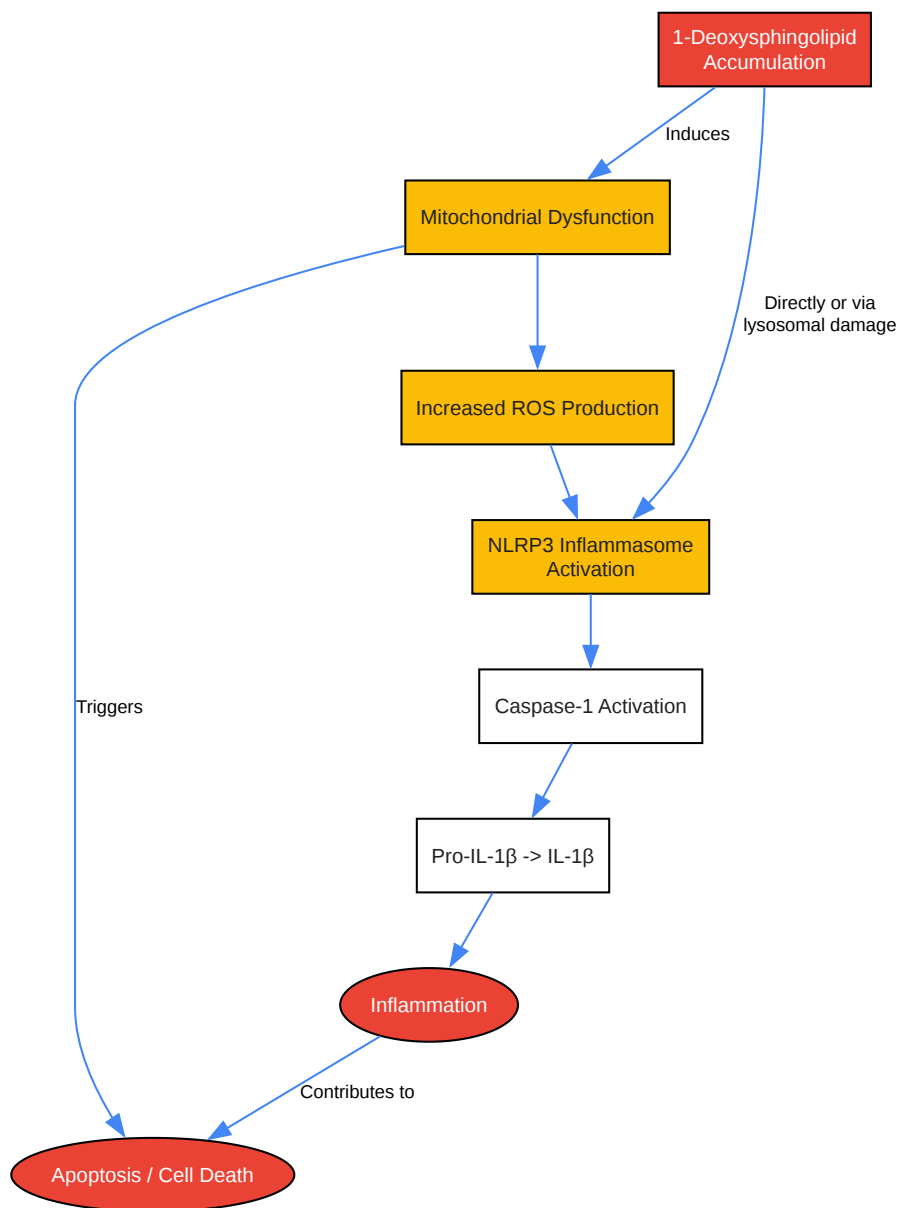 1-Deoxysphingolipid
Accumulation
Induces
Mitochondrial Dysfunction
Directly or via
lysosomal damage
Increased ROS Production
NLRP3 Inflammasome
Activation
Caspase-1 Activation
Triggers
Pro-IL-1β -> IL-1β
Inflammation
Contributes to
Apoptosis / Cell Death